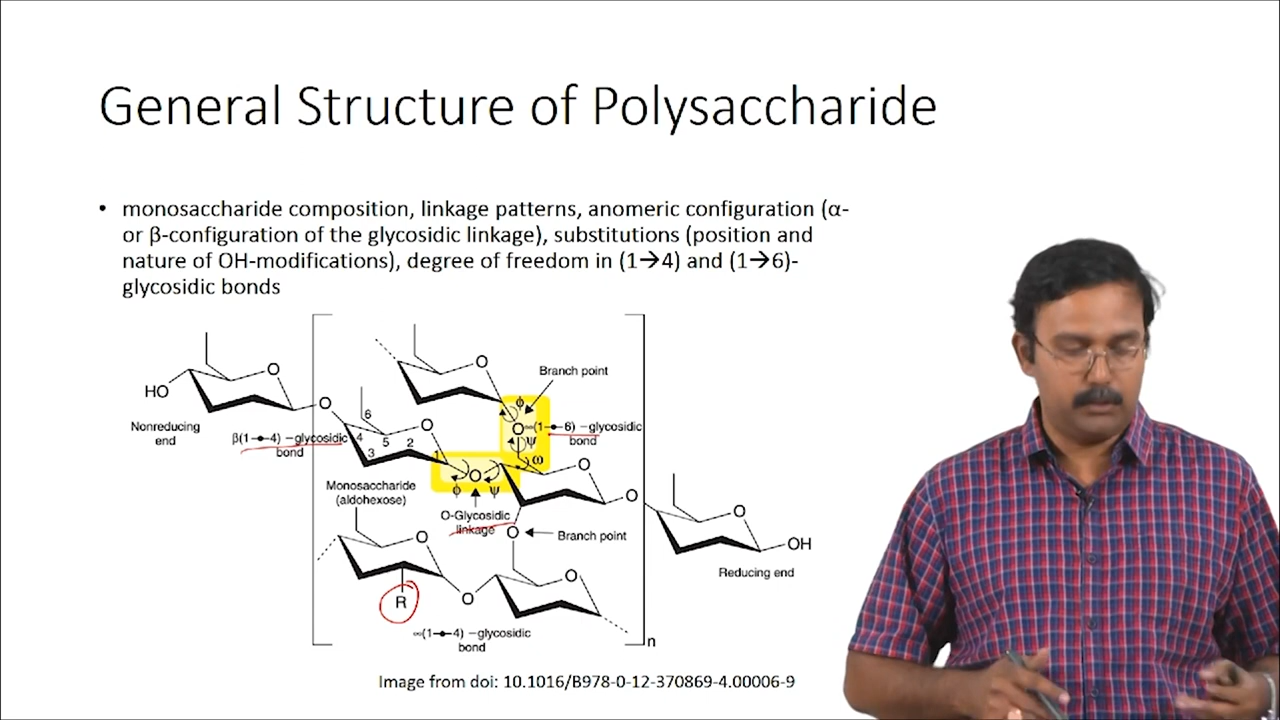 General Structure of Polysaccharide
• monosaccharide composition, linkage patterns, anomeric configuration (α-
or β-configuration of the glycosidic linkage), substitutions (position and
nature of OH-modifications), degree of freedom in (1→4) and (1→6)-
glycosidic bonds
O
O
Branch point
HO
O
ϕ
Nonreducing
end
6
O
O
∞(1→6) –glycosidic
bond
β(1→4) –glycosidic
bond
4
5
2
3
1
ψ
ω
O
O
Monosaccharide
(aldohexose)
ϕ
ψ
O
O-Glycosidic
linkage
O
O
Branch point
O
OH
Reducing end
O
R
O
∞(1→4) –glycosidic
bond
n
Image from doi: 10.1016/B978-0-12-370869-4.00006-9